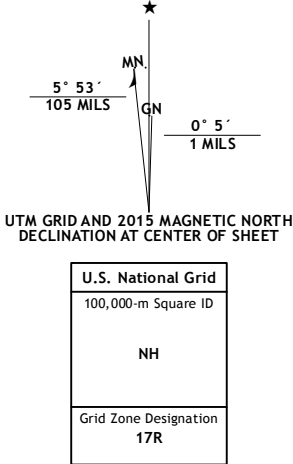 MN.
5° 53´
105 MILS
GN
0° 5´
1 MILS
UTM GRID AND 2015 MAGNETIC NORTH
DECLINATION AT CENTER OF SHEET
U.S. National Grid
100,000-m Square ID
NH
Grid Zone Designation
17R